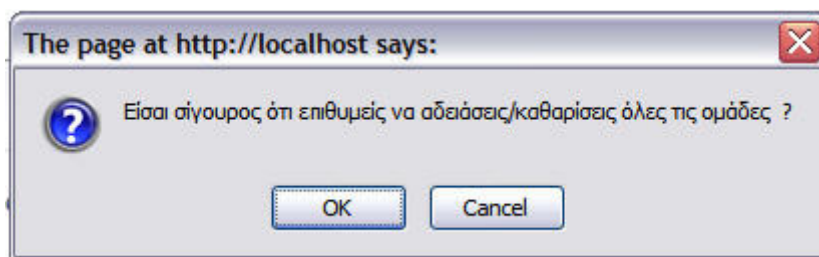 The page at http://localhost says:
Είσαι σίγουρος ότι επιθυμείς να αδειάσεις/καθαρίσεις όλες τις ομάδες ?
OK
Cancel